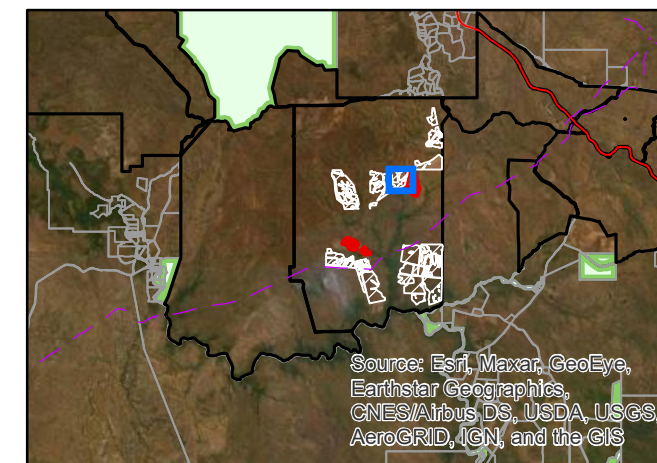 Source: Esri, Maxar, GeoEye,
Earthstar Geographics,
CNES/Airbus DS, USDA, USGS,
AeroGRID, IGN, and the GIS